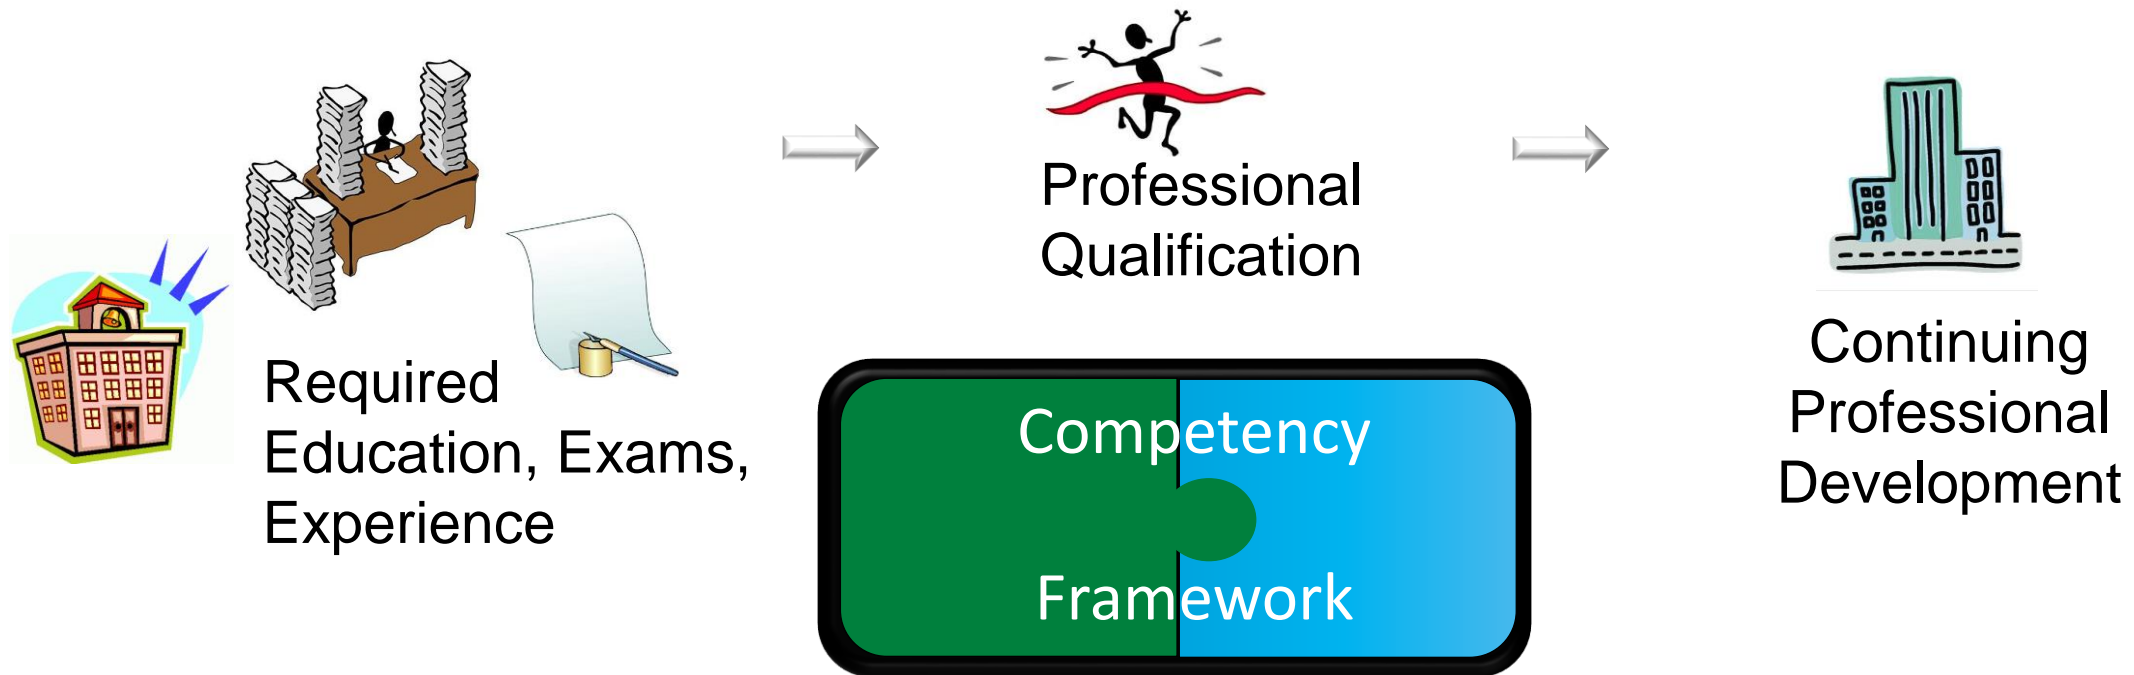 Required
Education, Exams,
Experience
Professional
Qualification
Competency
Framework
Continuing
Professional
Development